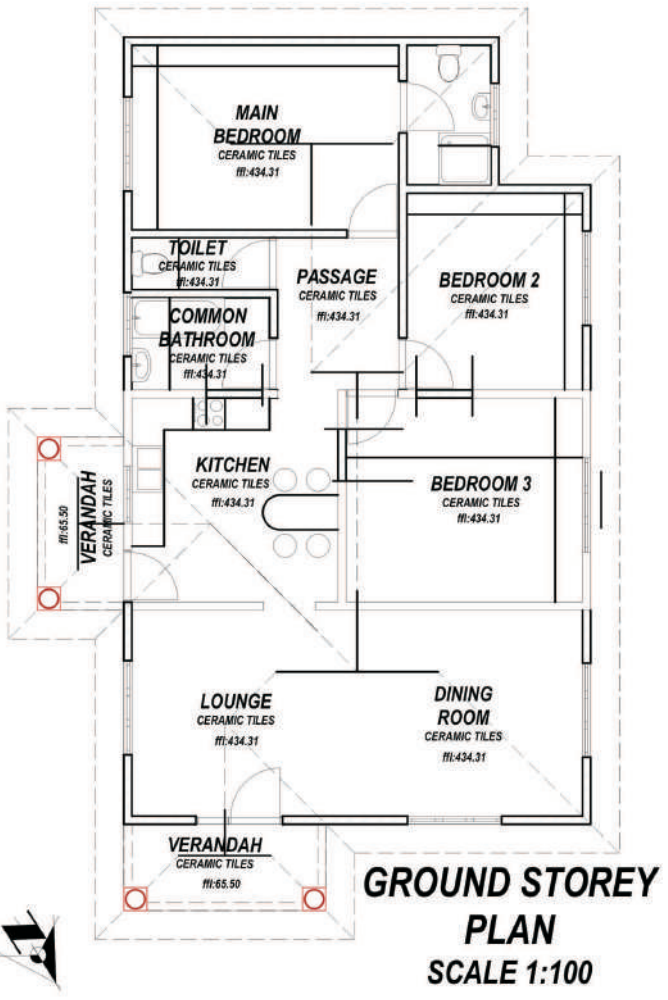 MAIN
BEDROOM
CERAMIC TILES
ffl:434.31
TOILET
CERAMIC TILES
ffl:434.31
PASSAGE
CERAMIC TILES
ffl:434.31
BEDROOM 2
CERAMIC TILES
ffl:434.31
COMMON
BATHROOM
CERAMIC TILES
ffl:434.31
KITCHEN
CERAMIC TILES
ffl:434.31
BEDROOM 3
CERAMIC TILES
ffl:434.31
VERANDAH
CERAMIC TILES
ffl:65.50
LOUNGE
CERAMIC TILES
ffl:434.31
DINING
ROOM
CERAMIC TILES
ffl:434.31
VERANDAH
CERAMIC TILES
ffl:65.50
GROUND STOREY
PLAN
SCALE 1:100